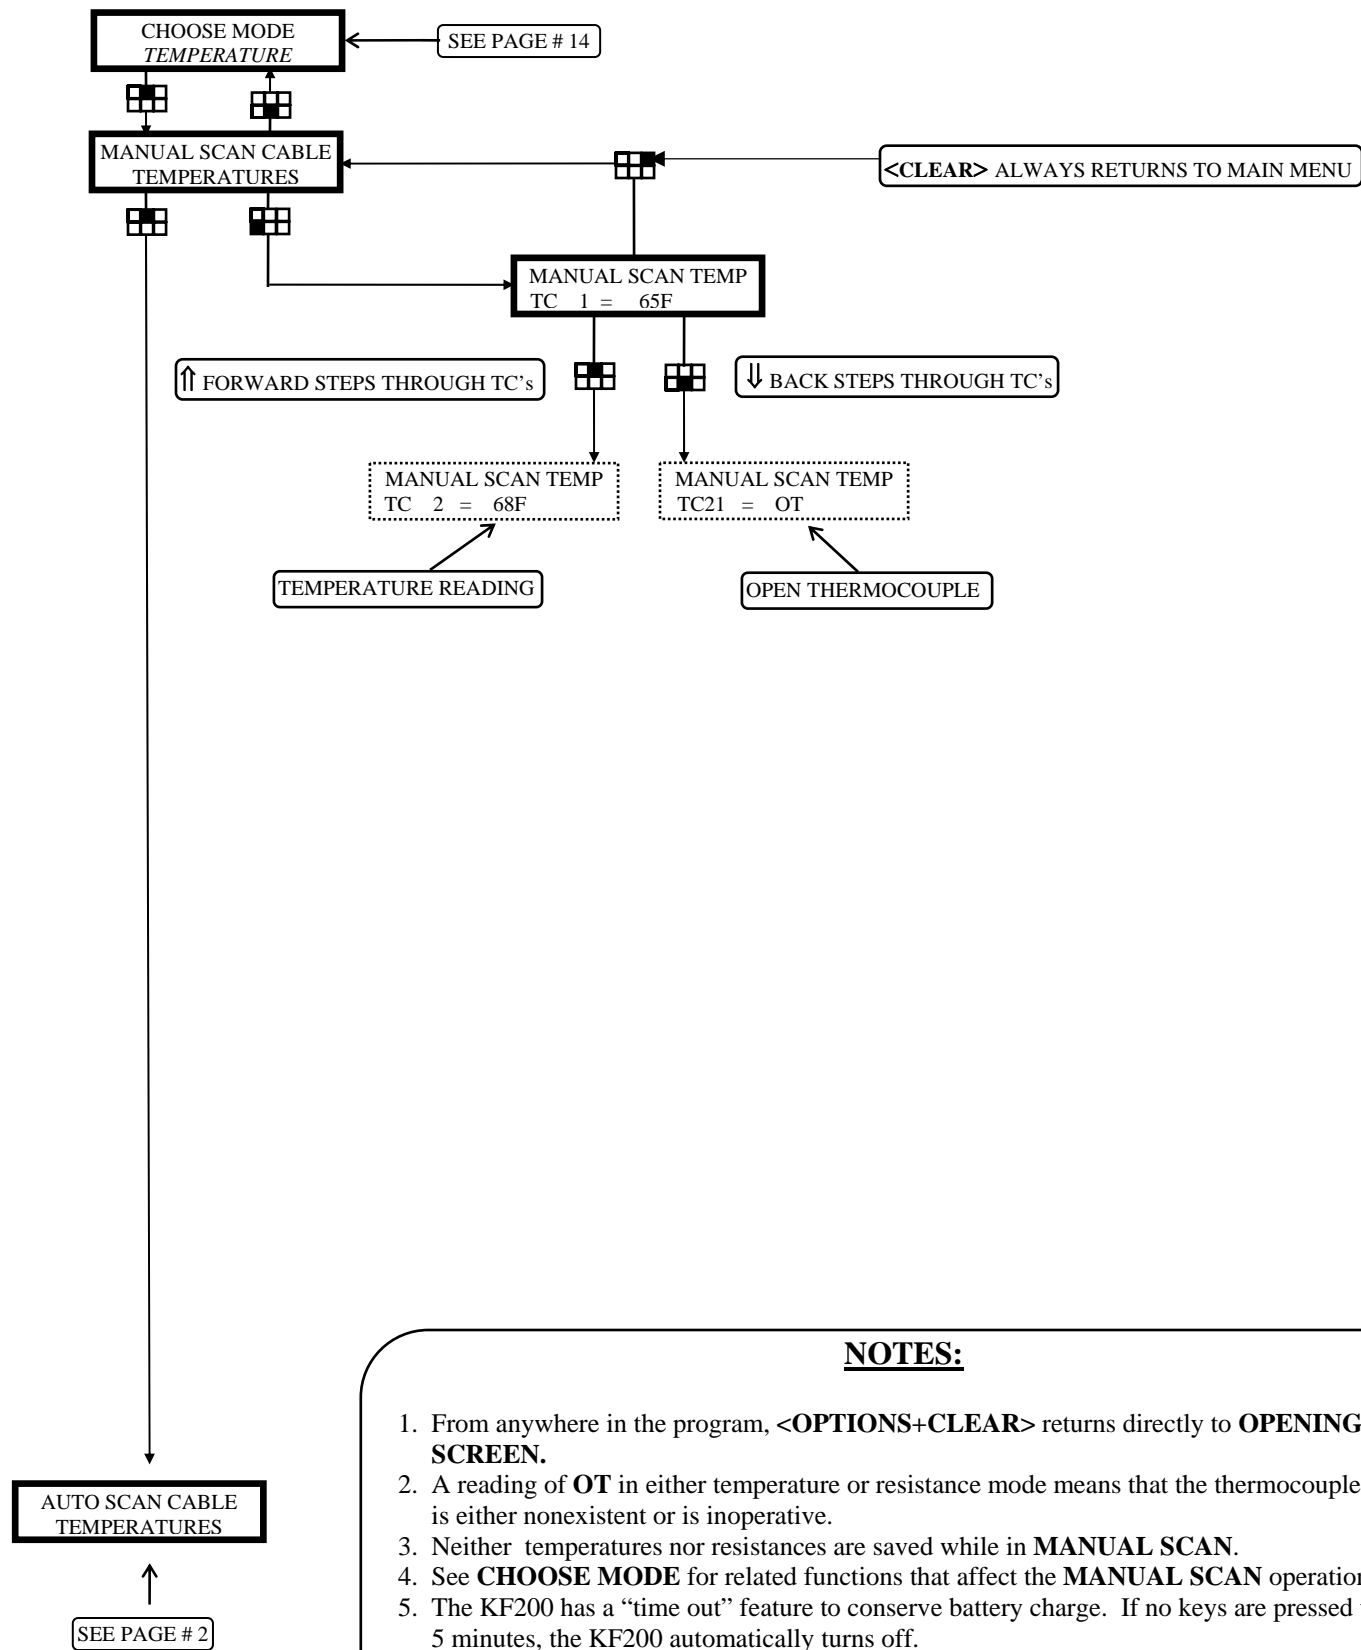 CHOOSE MODE
TEMPERATURE
SEE PAGE # 14
MANUAL SCAN CABLE
TEMPERATURES
<CLEAR> ALWAYS RETURNS TO MAIN MENU
MANUAL SCAN TEMP
TC 1 = 65F
⇑ FORWARD STEPS THROUGH TC's
⇓ BACK STEPS THROUGH TC's
MANUAL SCAN TEMP
TC 2 = 68F
MANUAL SCAN TEMP
TC21 = OT
TEMPERATURE READING
OPEN THERMOCOUPLE
NOTES:
1. From anywhere in the program, <OPTIONS+CLEAR> returns directly to OPENING
SCREEN.
2. A reading of OT in either temperature or resistance mode means that the thermocouple
is either nonexistent or is inoperative.
3. Neither temperatures nor resistances are saved while in MANUAL SCAN.
4. See CHOOSE MODE for related functions that affect the MANUAL SCAN operation
5. The KF200 has a “time out” feature to conserve battery charge. If no keys are pressed
5 minutes, the KF200 automatically turns off.
AUTO SCAN CABLE
TEMPERATURES
SEE PAGE # 2